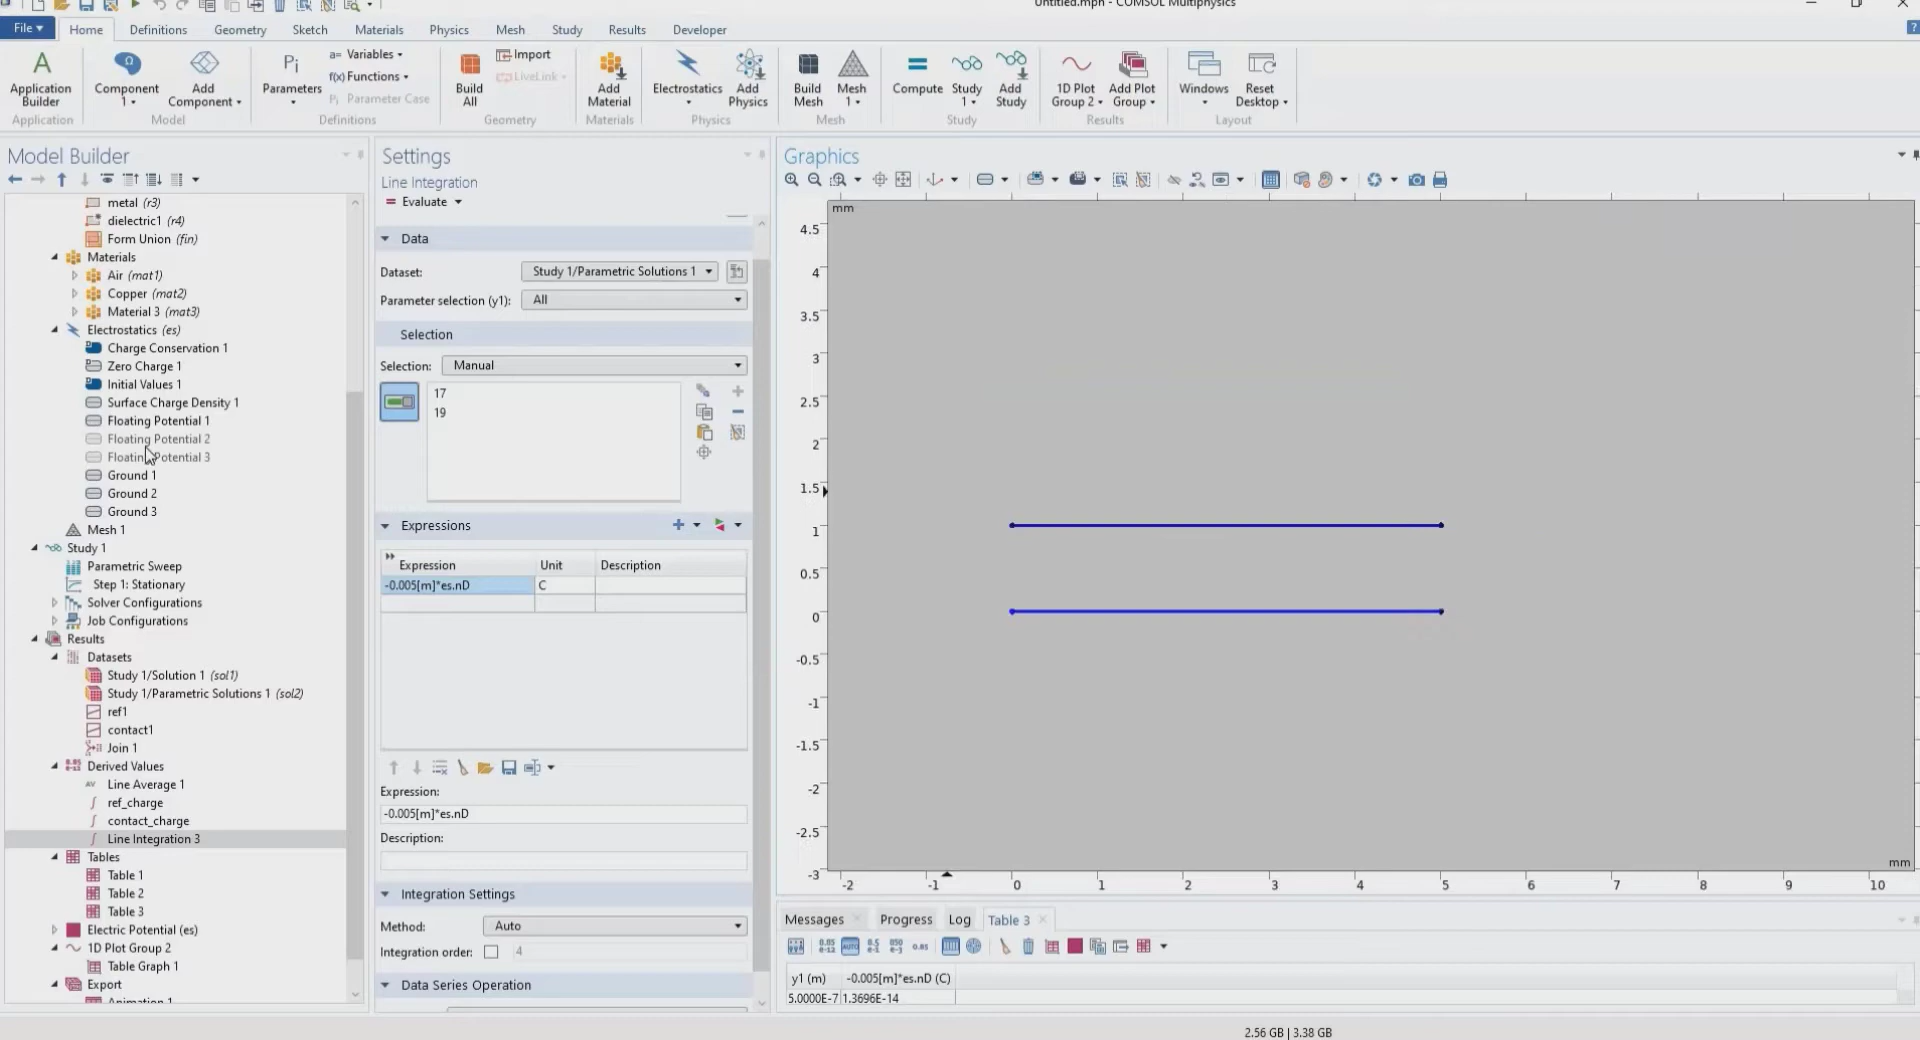 Untitled.mph - COMSOL Multiphysics
File
Home
Definitions
Geometry
Sketch
Materials
Physics
Mesh
Study
Results
Developer
Application Builder
Component 1
Add Component
Parameters
a= Variables
f(x) Functions
Pi Parameter Case
Build All
Import
LiveLink
Add Material
Electrostatics
Add Physics
Build Mesh
Mesh 1
Compute
Study 1
Add Study
1D Plot Group 2
Add Plot Group
Windows
Reset Desktop
Application
Model
Definitions
Geometry
Materials
Physics
Mesh
Study
Results
Layout
Model Builder
metal (r3)
dielectric1 (r4)
Form Union (fin)
Materials
Air (mat1)
Copper (mat2)
Material 3 (mat3)
Electrostatics (es)
Charge Conservation 1
Zero Charge 1
Initial Values 1
Surface Charge Density 1
Floating Potential 1
Floating Potential 2
Floating Potential 3
Ground 1
Ground 2
Ground 3
Mesh 1
Study 1
Parametric Sweep
Step 1: Stationary
Solver Configurations
Job Configurations
Results
Datasets
Study 1/Solution 1 (sol1)
Study 1/Parametric Solutions 1 (sol2)
ref1
contact1
Join 1
Derived Values
Line Average 1
ref_charge
contact_charge
Line Integration 3
Tables
Table 1
Table 2
Table 3
Electric Potential (es)
1D Plot Group 2
Table Graph 1
Export
Animation 1
Settings
Line Integration
= Evaluate
Data
Dataset: Study 1/Parametric Solutions 1
Parameter selection (y1): All
Selection
Selection: Manual
17
19
Expressions
Expression Unit Description
-0.005[m]*es.nD C
Expression:
-0.005[m]*es.nD
Description:
Integration Settings
Method: Auto
Integration order: 4
Data Series Operation
Graphics
mm
4.5
4
3.5
3
2.5
2
1.5
1
0.5
0
-0.5
-1
-1.5
-2
-2.5
-3
mm
-2 -1 0 1 2 3 4 5 6 7 8 9 10
Messages Progress Log Table 3
y1 (m) -0.005[m]*es.nD (C)
5.0000E-7 1.3696E-14
2.56 GB | 3.38 GB